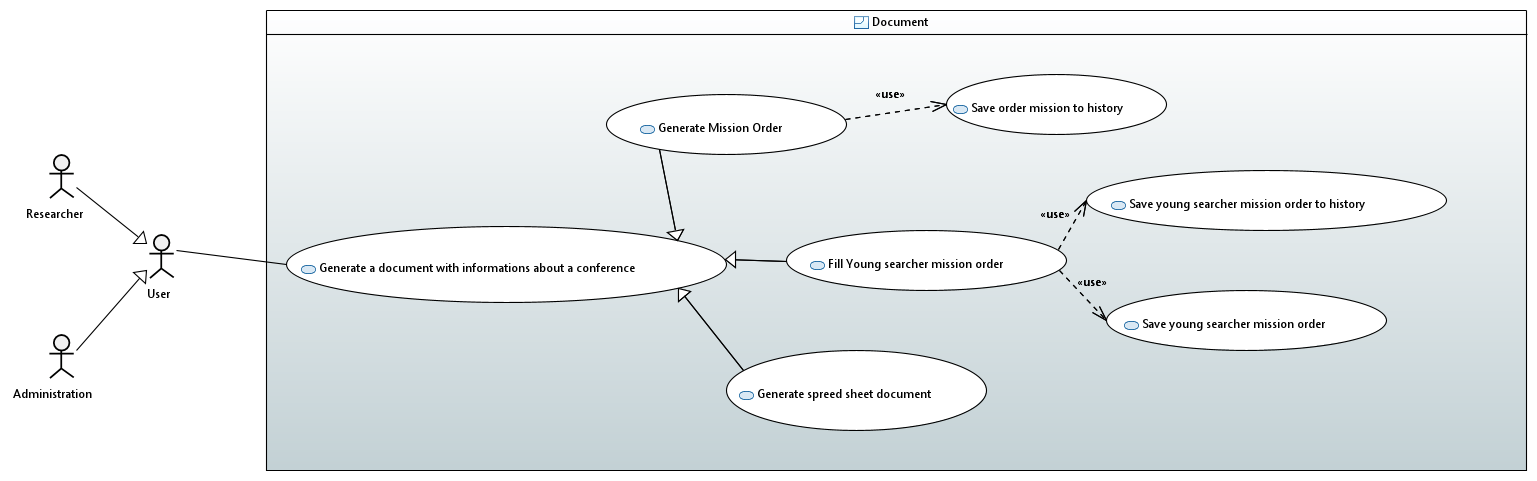 Document
«use»
Save order mission to history
Generate Mission Order
Researcher
Save young searcher mission order to history
«use»
User
Generate a document with informations about a conference
Fill Young searcher mission order
«use»
Save young searcher mission order
Administration
Generate spreed sheet document